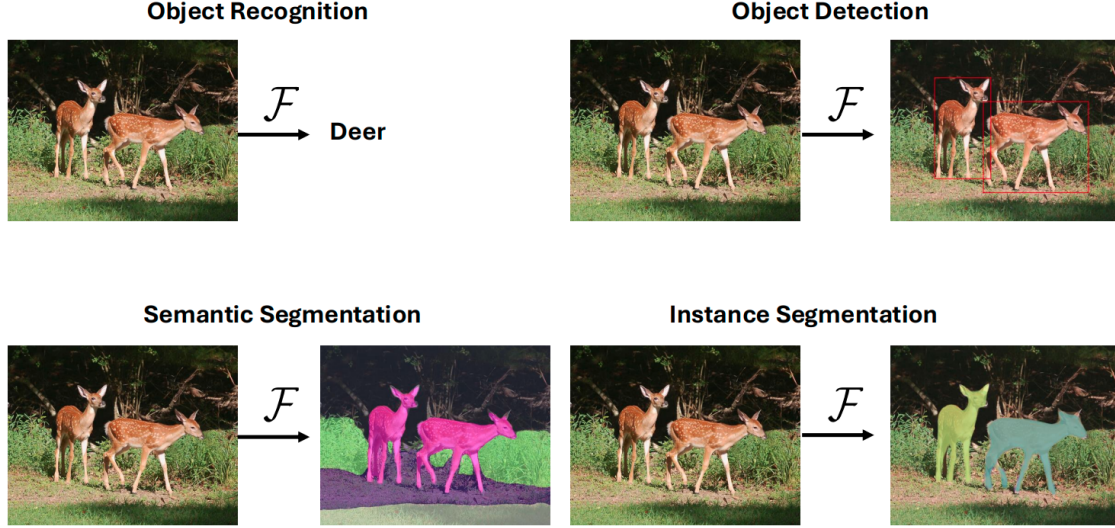 Object Recognition
Object Detection
ℱ
Deer
ℱ
Semantic Segmentation
Instance Segmentation
ℱ
ℱ